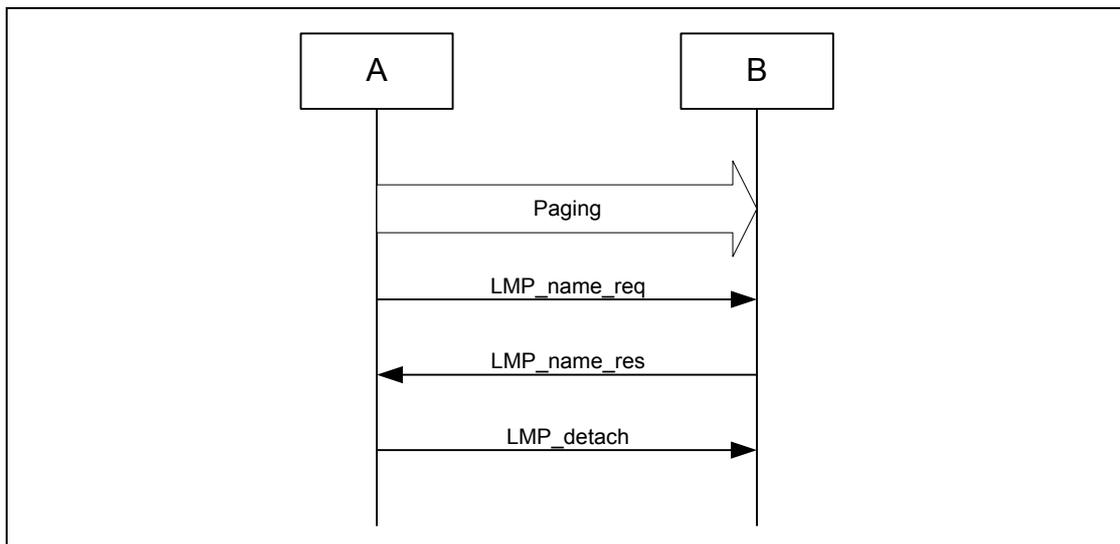 A
B
Paging
LMP_name_req
LMP_name_res
LMP_detach